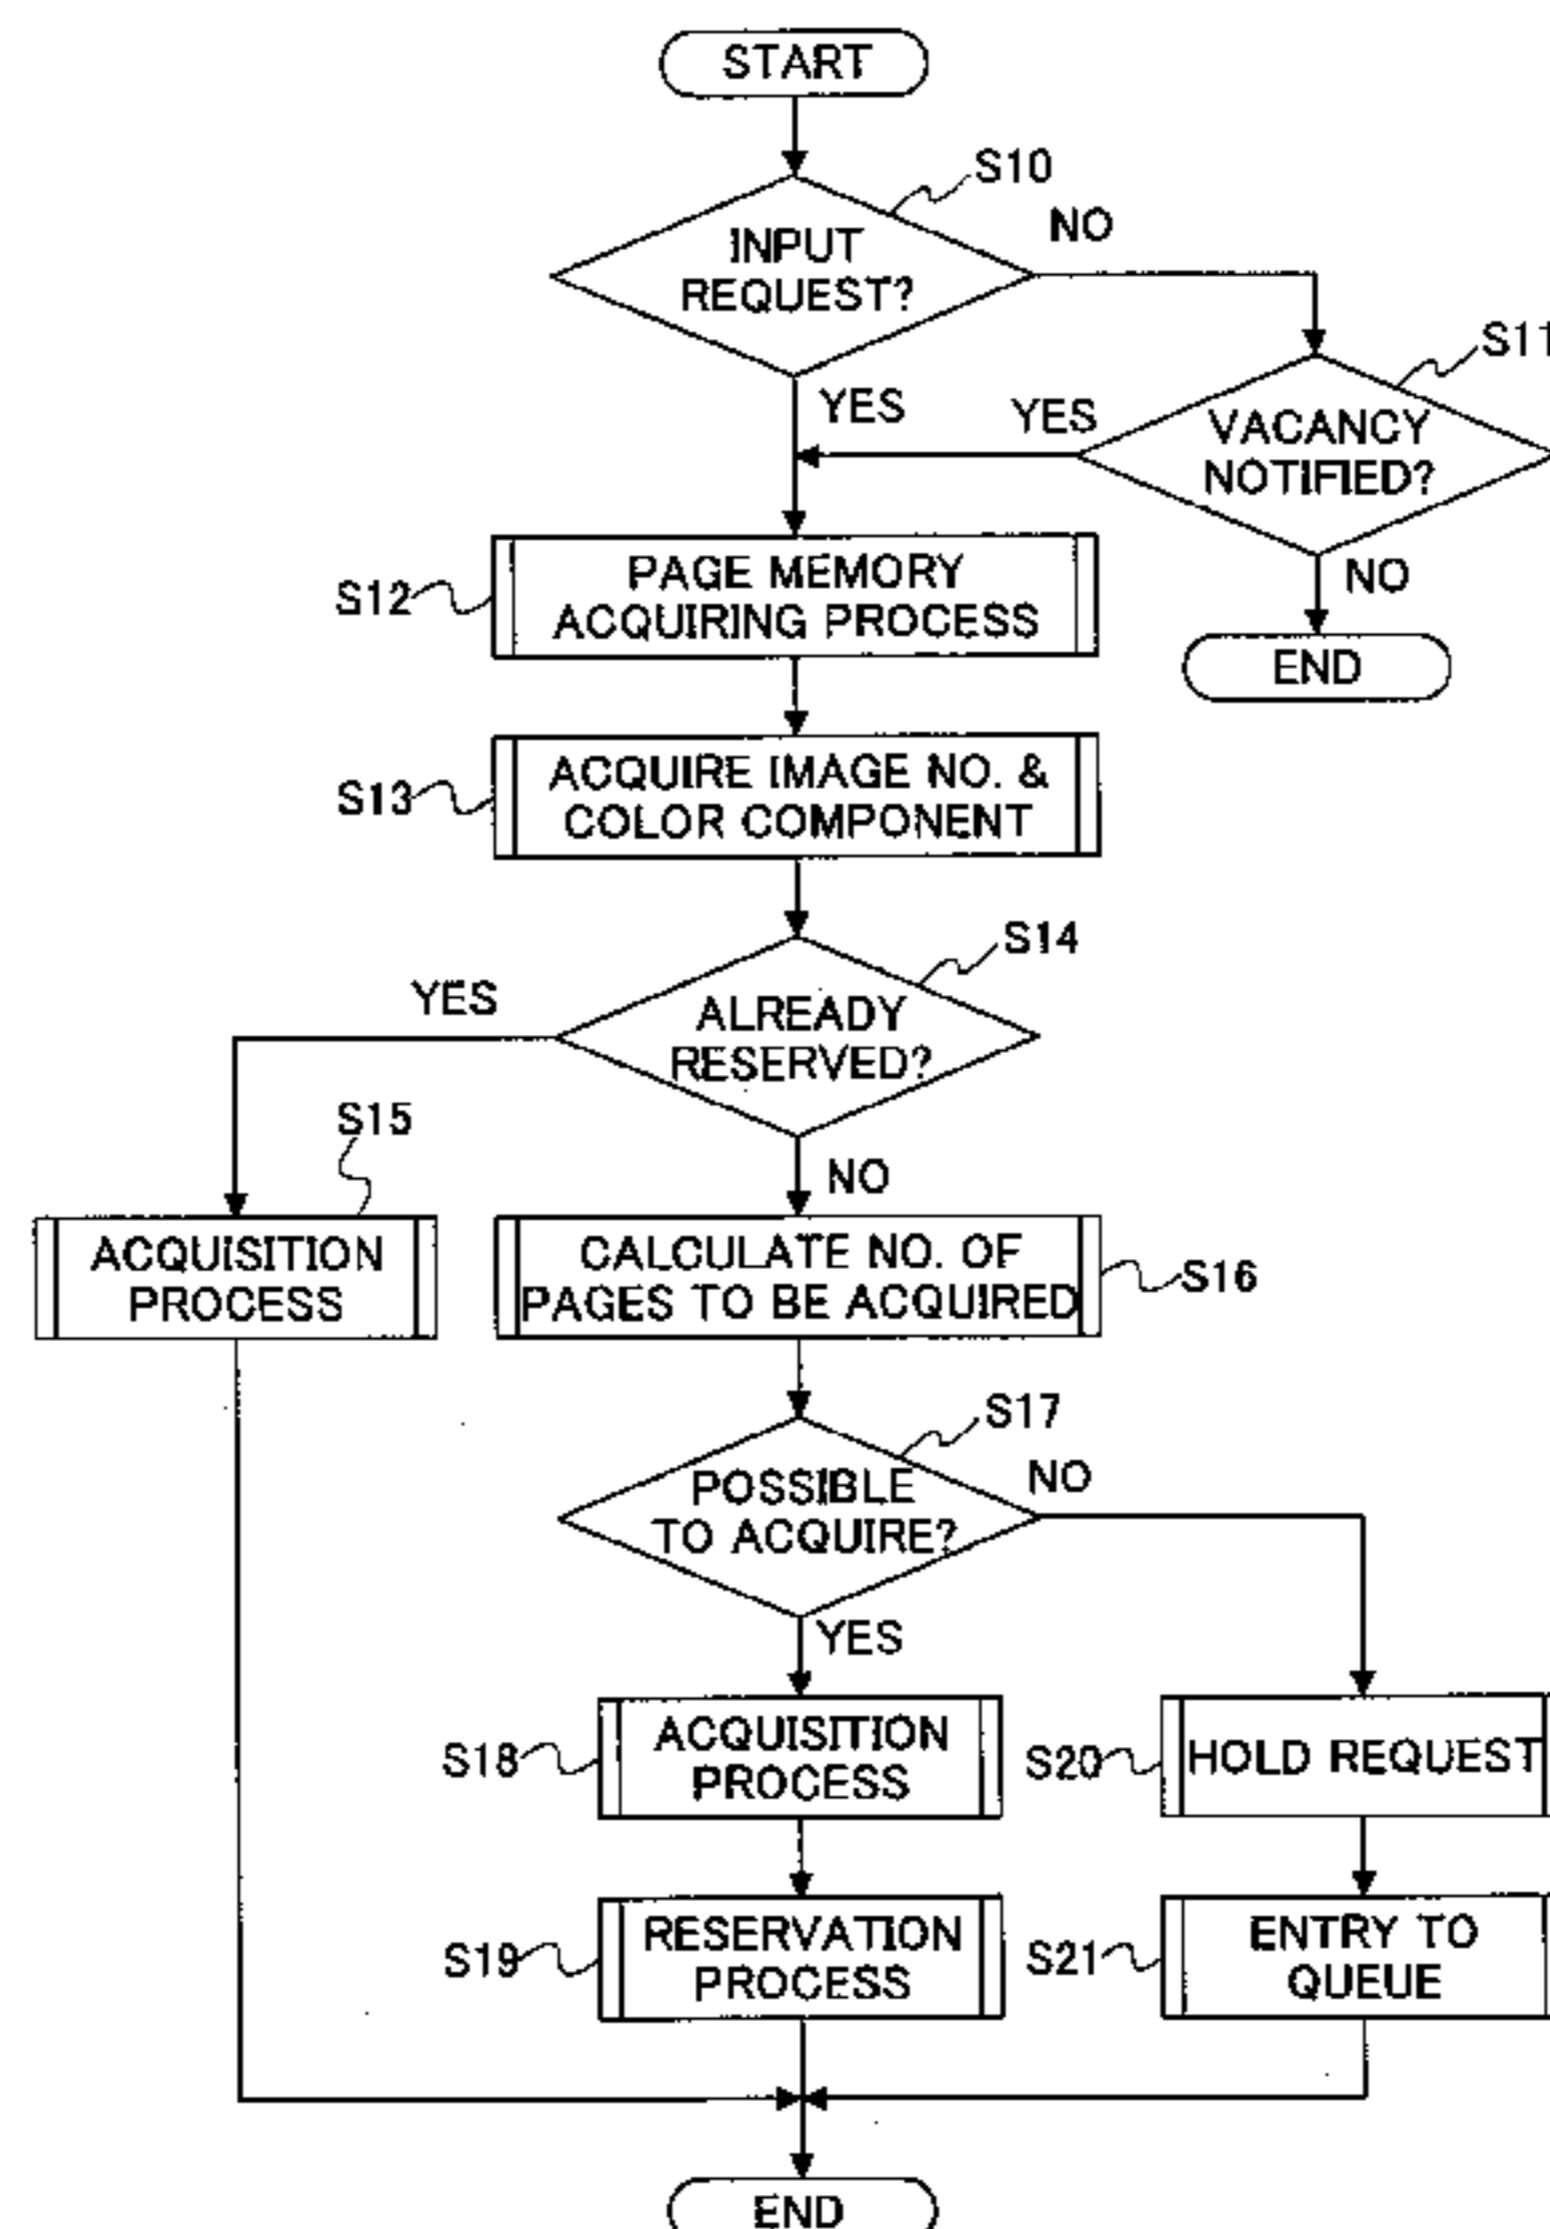 START
S10
INPUT
REQUEST?
NO
S11
YES
YES
VACANCY
NOTIFIED?
NO
END
S12
PAGE MEMORY
ACQUIRING PROCESS
S13
ACQUIRE IMAGE NO. &
COLOR COMPONENT
S14
YES
ALREADY
RESERVED?
S15
NO
ACQUISITION
PROCESS
CALCULATE NO. OF
PAGES TO BE ACQUIRED
S16
S17
POSSIBLE
TO ACQUIRE?
NO
YES
S18
ACQUISITION
PROCESS
S20
HOLD REQUEST
S19
RESERVATION
PROCESS
S21
ENTRY TO
QUEUE
END